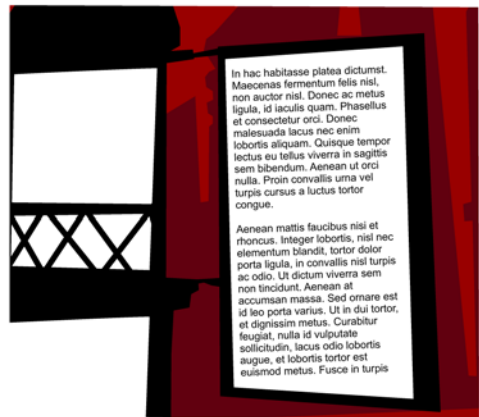 In hac habitasse platea dictumst.
Maecenas fermentum felis nisl,
non auctor nisl. Donec ac metus
ligula, id iaculis quam. Phasellus
et consectetur orci. Donec
malesuada lacus nec enim
lobortis aliquam. Quisque tempor
lectus eu tellus viverra in sagittis
sem bibendum. Aenean ut orci
nulla. Proin convallis urna vel
turpis cursus a luctus tortor
congue.

Aenean mattis faucibus nisi et
rhoncus. Integer lobortis, nisl nec
elementum blandit, tortor dolor
porta ligula, in convallis nisl turpis
ac odio. Ut dictum viverra sem
non tincidunt. Aenean at
accumsan massa. Sed ornare est
id leo porta varius. Ut in dui tortor,
et dignissim metus. Curabitur
feugiat, nulla id vulputate
sollicitudin, lacus odio lobortis
augue, et lobortis tortor est
euismod metus. Fusce in turpis